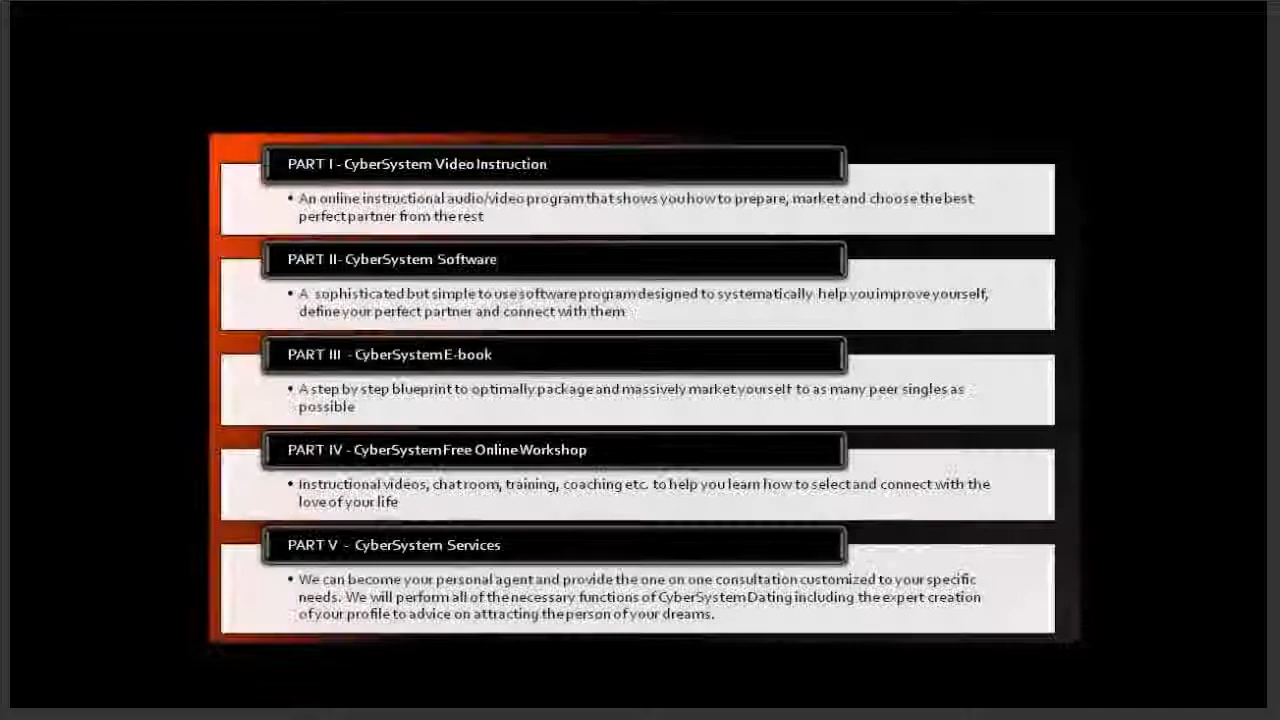 PART I - CyberSystem Video Instruction
• An online instructional audio/video program that shows you how to prepare, market and choose the best
perfect partner from the rest
PART II- CyberSystem Software
• A sophisticated but simple to use software program designed to systematically help you improve yourself,
define your perfect partner and connect with them
PART III - CyberSystem E-book
• A step by step blueprint to optimally package and massively market yourself to as many peer singles as
possible
PART IV - CyberSystem Free Online Workshop
• Instructional videos, chat room, training, coaching etc. to help you learn how to select and connect with the
love of your life
PART V - CyberSystem Services
• We can become your personal agent and provide the one on one consultation customized to your specific
needs. We will perform all of the necessary functions of CyberSystem Dating including the expert creation
of your profile to advice on attracting the person of your dreams.